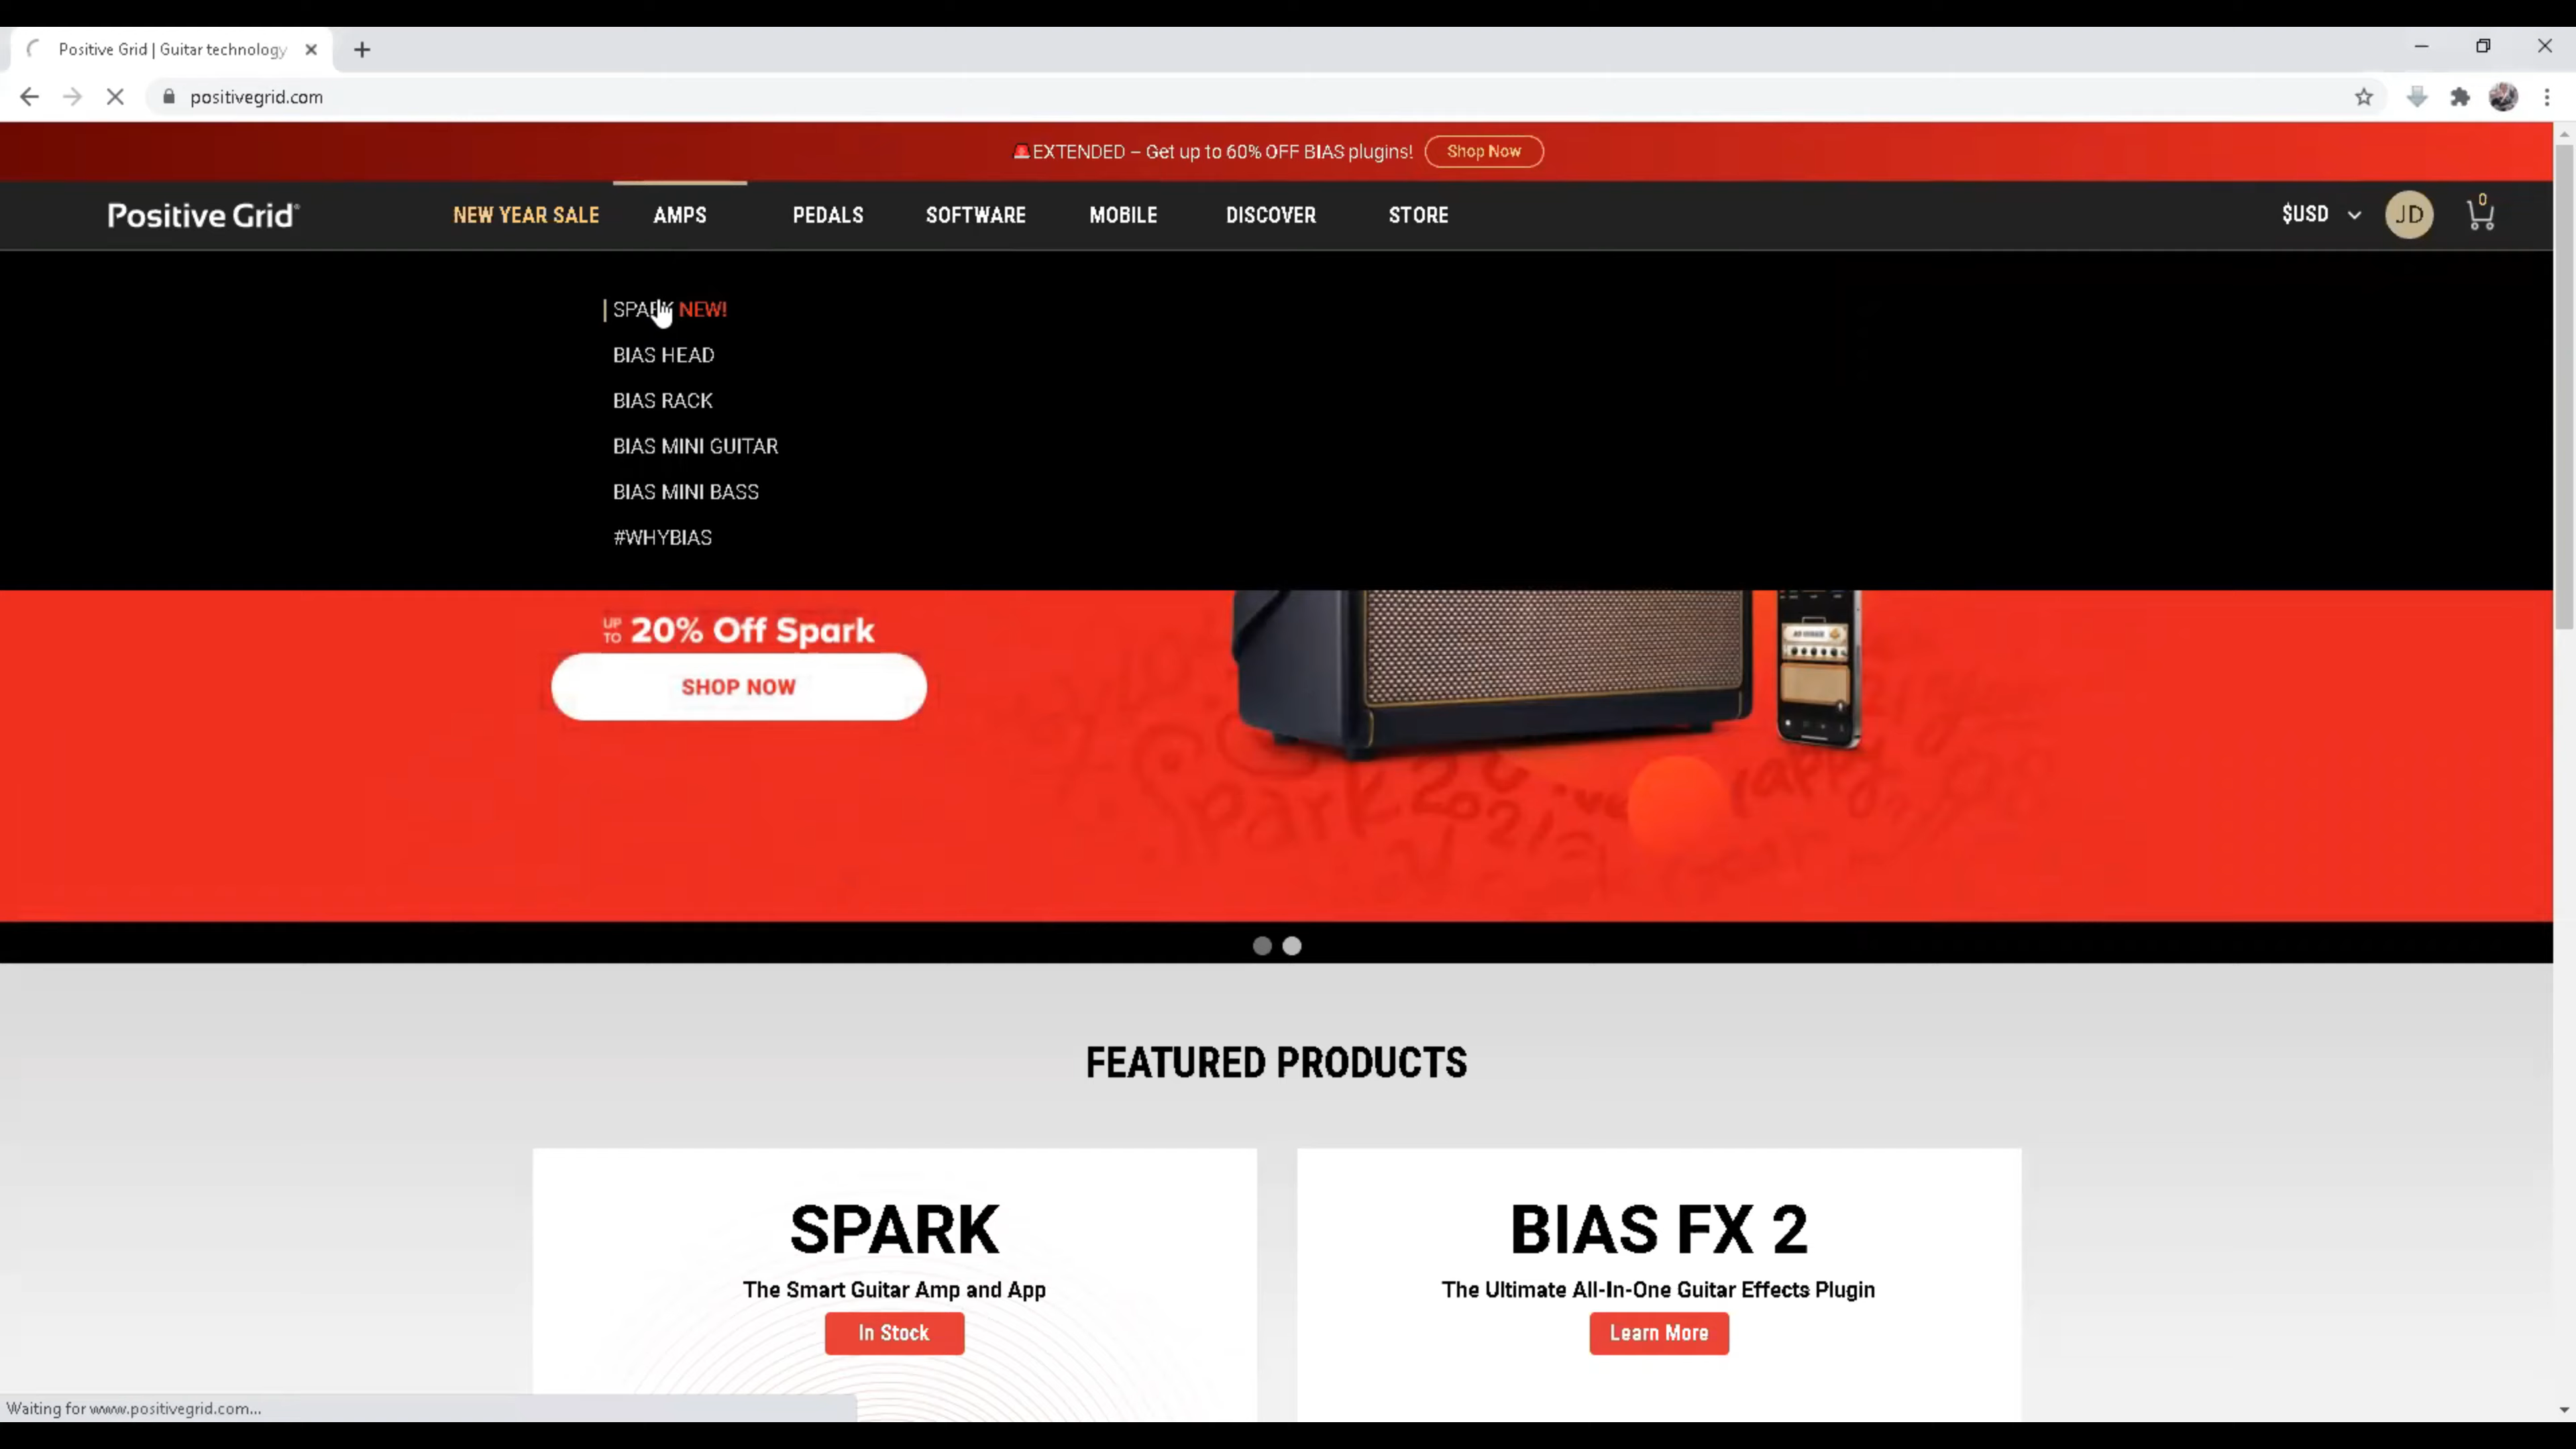 Positive Grid | Guitar technology
positivegrid.com
EXTENDED – Get up to 60% OFF BIAS plugins!
Shop Now
Positive Grid
NEW YEAR SALE
AMPS
PEDALS
SOFTWARE
MOBILE
DISCOVER
STORE
$USD
JD
0
SPARK NEW!
BIAS HEAD
BIAS RACK
BIAS MINI GUITAR
BIAS MINI BASS
#WHYBIAS
UP TO 20% Off Spark
SHOP NOW
Spark 2021
FEATURED PRODUCTS
SPARK
The Smart Guitar Amp and App
In Stock
BIAS FX 2
The Ultimate All-In-One Guitar Effects Plugin
Learn More
Waiting for www.positivegrid.com...